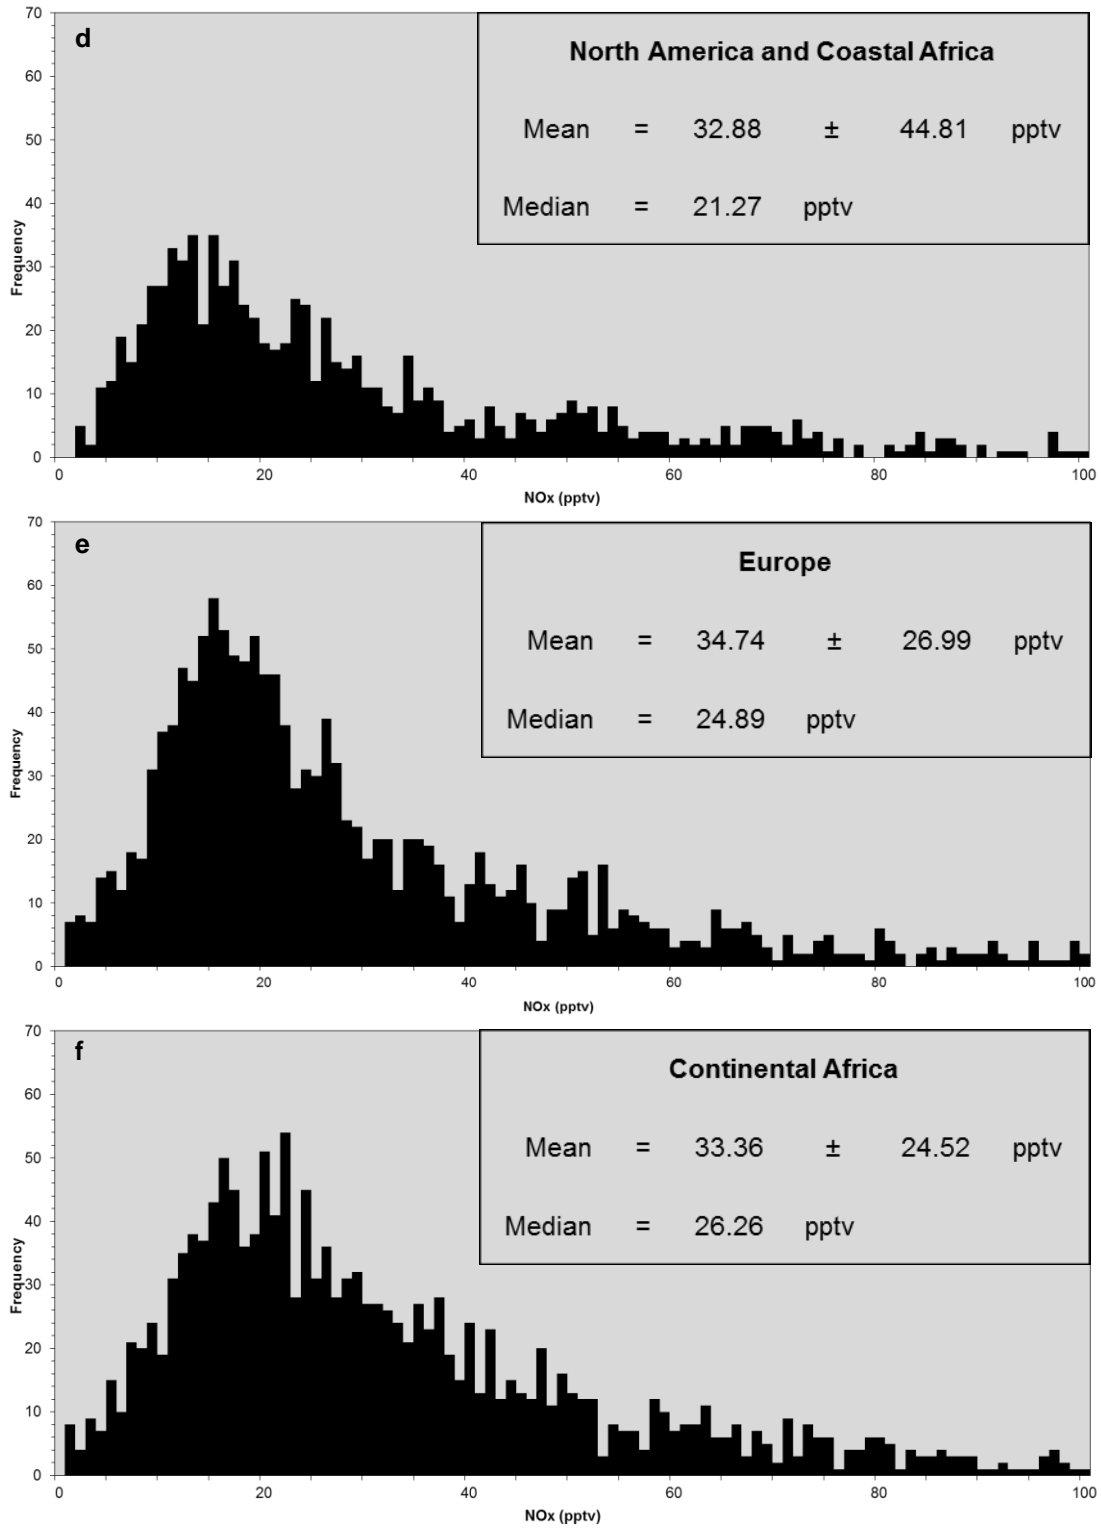 d
North America and Coastal Africa
Mean = 32.88 ± 44.81 pptv
Median = 21.27 pptv
Frequency
70
60
50
40
30
20
10
0
0 20 40 60 80 100
NOx (pptv)
e
Europe
Mean = 34.74 ± 26.99 pptv
Median = 24.89 pptv
Frequency
70
60
50
40
30
20
10
0
0 20 40 60 80 100
NOx (pptv)
f
Continental Africa
Mean = 33.36 ± 24.52 pptv
Median = 26.26 pptv
Frequency
70
60
50
40
30
20
10
0
0 20 40 60 80 100
NOx (pptv)